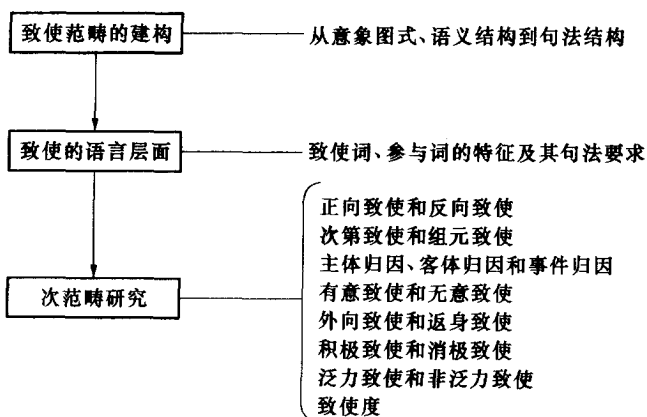 致使范畴的建构
从意象图式、语义结构到句法结构
致使的语言层面
致使词、参与词的特征及其句法要求
次范畴研究
正向致使和反向致使
次第致使和组元致使
主体归因、客体归因和事件归因
有意致使和无意致使
外向致使和返身致使
积极致使和消极致使
泛力致使和非泛力致使
致使度